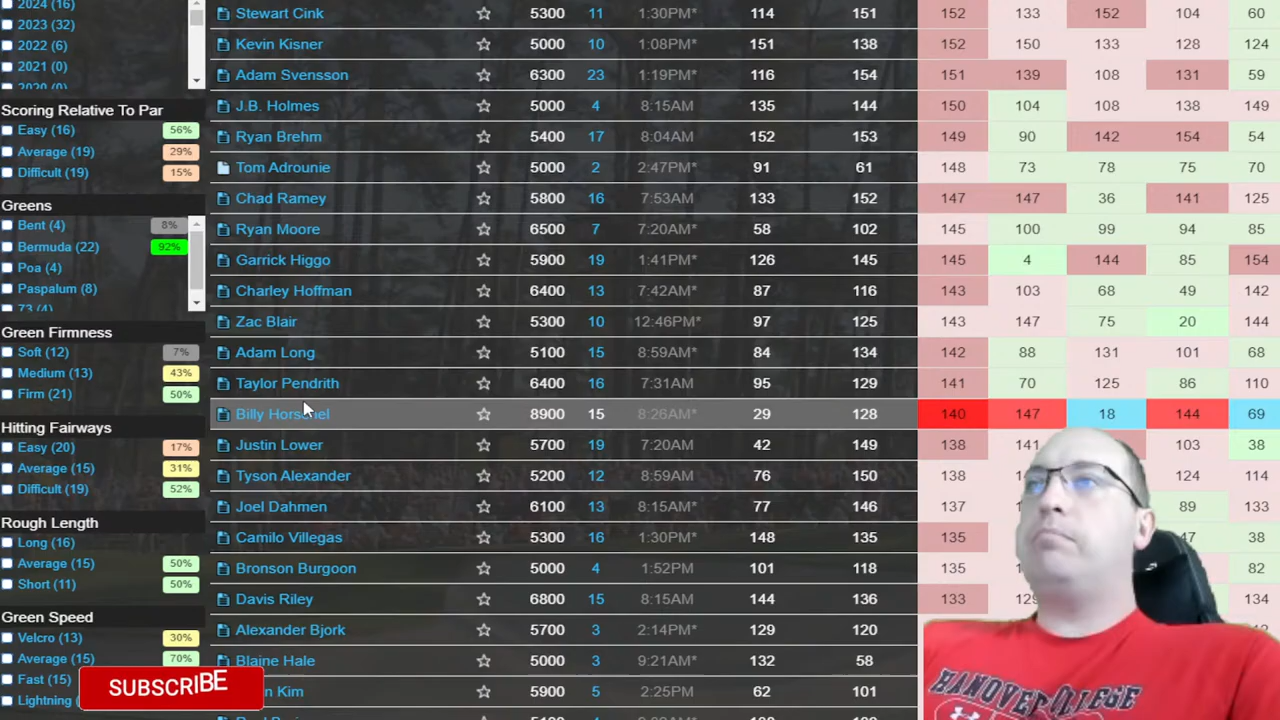 2024 (16)
2023 (32)
2022 (6)
2021 (0)
2020 (0)
Scoring Relative To Par
Easy (16) 56%
Average (19) 29%
Difficult (19) 15%
Greens
Bent (4) 8%
Bermuda (22) 92%
Poa (4)
Paspalum (8)
73 (4)
Green Firmness
Soft (12) 7%
Medium (13) 43%
Firm (21) 50%
Hitting Fairways
Easy (20) 17%
Average (15) 31%
Difficult (19) 52%
Rough Length
Long (16)
Average (15) 50%
Short (11) 50%
Green Speed
Velcro (13) 30%
Average (15) 70%
Fast (15)
Lightning
SUBSCRIBE
Stewart Cink 5300 11 1:30PM* 114 151 152 133 152 104 60
Kevin Kisner 5000 10 1:08PM* 151 138 152 150 133 128 124
Adam Svensson 6300 23 1:19PM* 116 154 151 139 108 131 59
J.B. Holmes 5000 4 8:15AM 135 144 150 104 108 138 149
Ryan Brehm 5400 17 8:04AM 152 153 149 90 142 154 54
Tom Adrounie 5000 2 2:47PM* 91 61 148 73 78 75 70
Chad Ramey 5800 16 7:53AM 133 152 147 147 36 141 125
Ryan Moore 6500 7 7:20AM* 58 102 145 100 99 94 85
Garrick Higgo 5900 19 1:41PM* 126 145 145 4 144 85 154
Charley Hoffman 6400 13 7:42AM* 87 116 143 103 68 49 142
Zac Blair 5300 10 12:46PM* 97 125 143 147 75 20 144
Adam Long 5100 15 8:59AM* 84 134 142 88 131 101 68
Taylor Pendrith 6400 16 7:31AM 95 129 141 70 125 86 110
Billy Horschel 8900 15 8:26AM* 29 128 140 147 18 144 69
Justin Lower 5700 19 7:20AM 42 149 138 141 103 38
Tyson Alexander 5200 12 8:59AM 76 150 138 124 114
Joel Dahmen 6100 13 8:15AM* 77 146 137 89 133
Camilo Villegas 5300 16 1:30PM* 148 135 135 38
Bronson Burgoon 5000 4 1:52PM 101 118 135 82
Davis Riley 6800 15 8:15AM 144 136 133 134
Alexander Bjork 5700 3 2:14PM* 129 120
Blaine Hale 5000 3 9:21AM* 132 58
Kim 5900 5 2:25PM 62 101
HANOVER COLLEGE